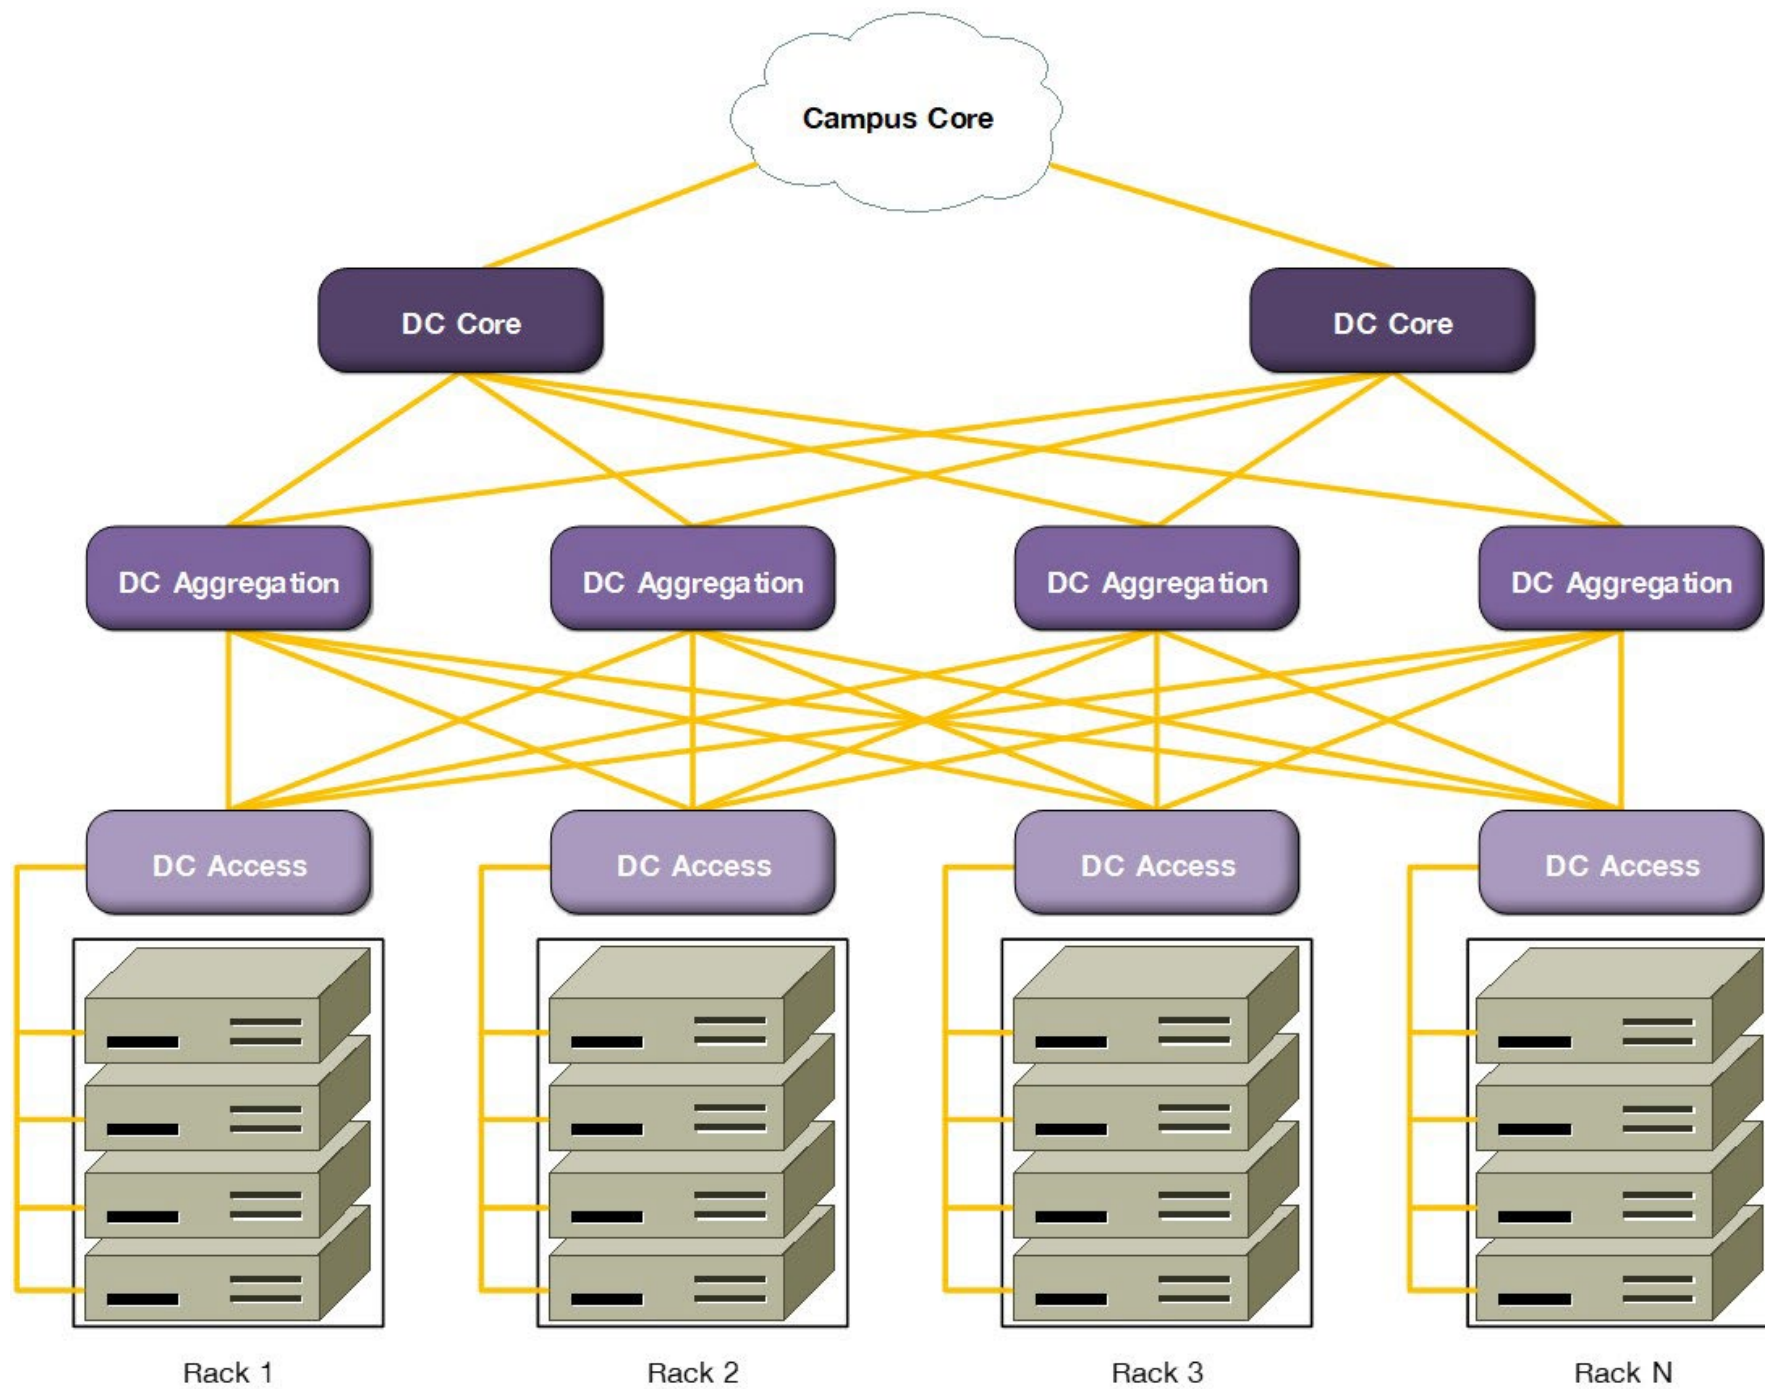 Campus Core
DC Core
DC Core
DC Aggregation
DC Aggregation
DC Aggregation
DC Aggregation
DC Access
DC Access
DC Access
DC Access
Rack 1
Rack 2
Rack 3
Rack N